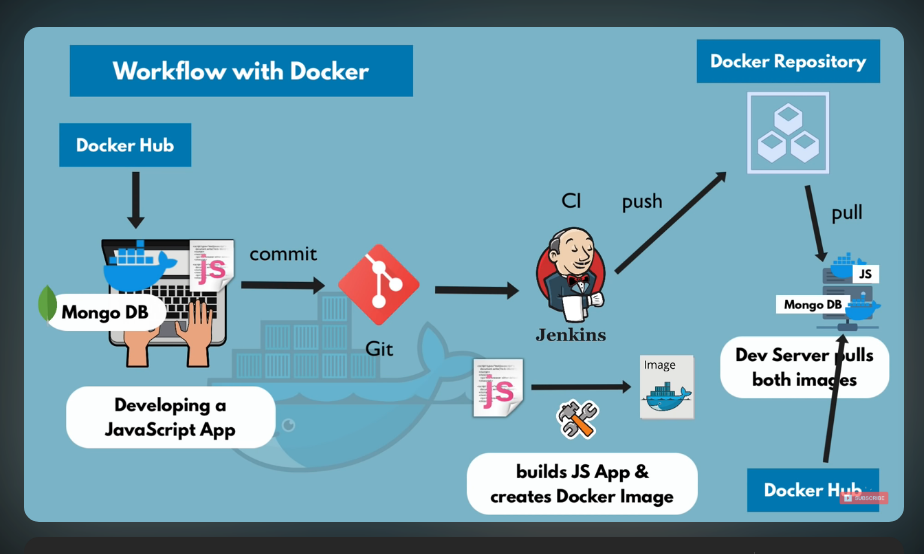 Workflow with Docker
Docker Repository
Docker Hub
CI
push
pull
commit
JS
JS
Mongo DB
Mongo DB
Jenkins
Git
Dev Server pulls
both images
Image
JS
Developing a
JavaScript App
builds JS App &
creates Docker Image
Docker Hub
SUBSCRIBE